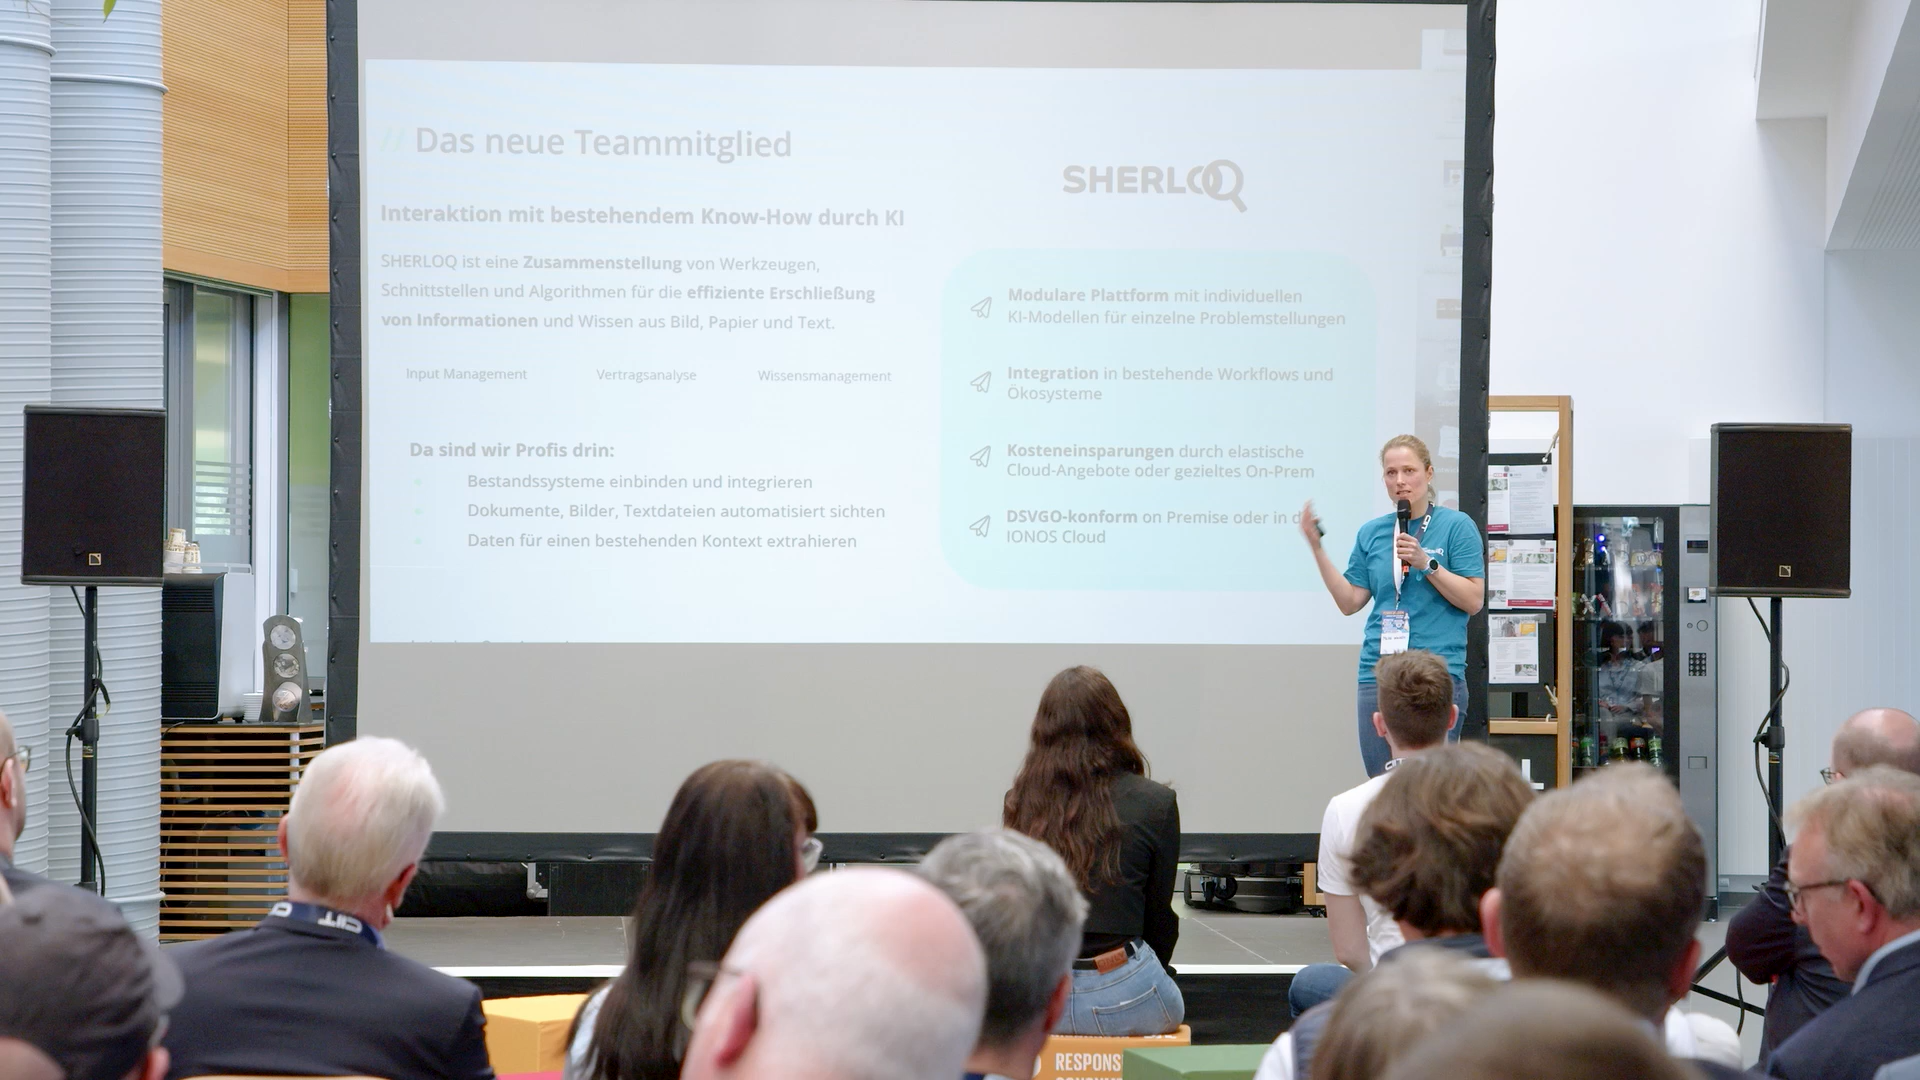 // Das neue Teammitglied
Interaktion mit bestehendem Know-How durch KI
SHERLOQ ist eine Zusammenstellung von Werkzeugen,
Schnittstellen und Algorithmen für die effiziente Erschließung
von Informationen und Wissen aus Bild, Papier und Text.
Input Management
Vertragsanalyse
Wissensmanagement
Da sind wir Profis drin:
Bestandssysteme einbinden und integrieren
Dokumente, Bilder, Textdateien automatisiert sichten
Daten für einen bestehenden Kontext extrahieren
SHERLOQ
Modulare Plattform mit individuellen
KI-Modellen für einzelne Problemstellungen
Integration in bestehende Workflows und
Ökosysteme
Kosteneinsparungen durch elastische
Cloud-Angebote oder gezieltes On-Prem
DSVGO-konform on Premise oder in d
IONOS Cloud
CIT
RESPONS